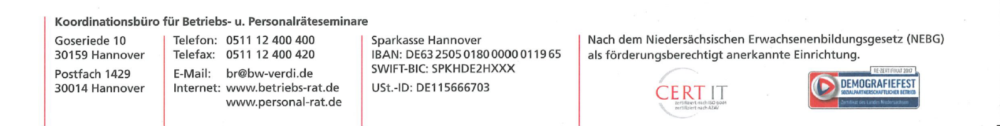 Koordinationsbüro für Betriebs- u. Personalräteseminare
Goseriede 10
30159 Hannover
Postfach 1429
30014 Hannover
Telefon: 0511 12 400 400
Telefax: 0511 12 400 420
E-Mail: br@bw-verdi.de
Internet: www.betriebs-rat.de
www.personal-rat.de
Sparkasse Hannover
IBAN: DE63 2505 0180 0000 0119 65
SWIFT-BIC: SPKHDE2HXXX
USt.-ID: DE115666703
Nach dem Niedersächsischen Erwachsenenbildungsgesetz (NEBG)
als förderungsberechtigt anerkannte Einrichtung.
CERT IT
zertifiziert nach ISO 9001
zertifiziert nach AZAV
RE-ZERTIFIKAT 2017
DEMOGRAFIEFEST
SOZIALPARTNERSCHAFTLICHER BETRIEB
Zertifikat des Landes Niedersachsen